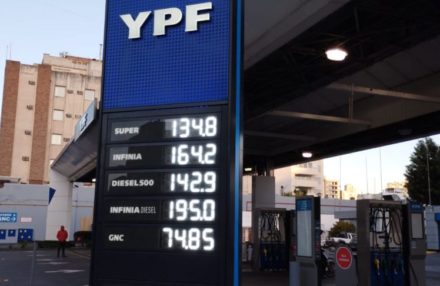 YPF
SUPER 134.8
INFINIA 164.2
DIESEL500 142.9
INFINIA DIESEL 195.0
GNC 74.85